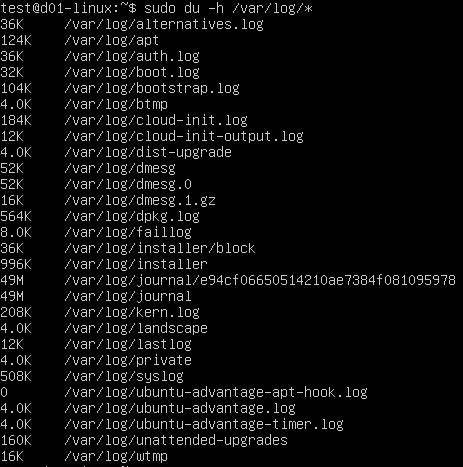 test@d01-linux:~$ sudo du -h /var/log/*
36K /var/log/alternatives.log
124K /var/log/apt
36K /var/log/auth.log
32K /var/log/boot.log
104K /var/log/bootstrap.log
4.0K /var/log/btmp
184K /var/log/cloud-init.log
12K /var/log/cloud-init-output.log
4.0K /var/log/dist-upgrade
52K /var/log/dmesg
52K /var/log/dmesg.0
16K /var/log/dmesg.1.gz
564K /var/log/dpkg.log
8.0K /var/log/faillog
36K /var/log/installer/block
996K /var/log/installer
49M /var/log/journal/e94cf06650514210ae7384f081095978
49M /var/log/journal
208K /var/log/kern.log
4.0K /var/log/landscape
12K /var/log/lastlog
4.0K /var/log/private
508K /var/log/syslog
0 /var/log/ubuntu-advantage-apt-hook.log
4.0K /var/log/ubuntu-advantage.log
4.0K /var/log/ubuntu-advantage-timer.log
160K /var/log/unattended-upgrades
16K /var/log/wtmp